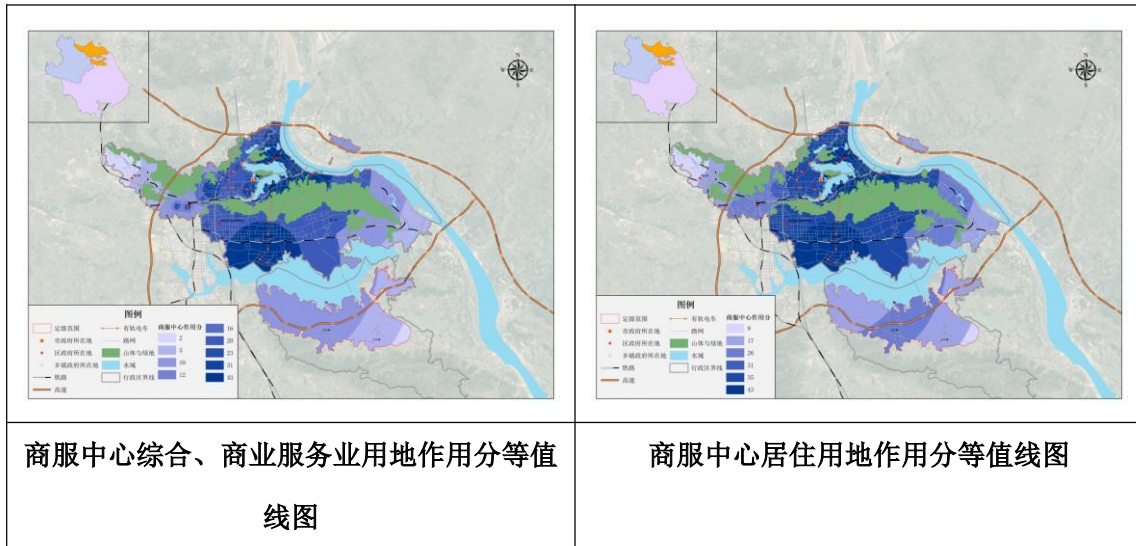 N
W
E
S
图例
定级范围
市政府所在地
区政府所在地
乡镇政府所在地
铁路
高速
有轨电车
路网
山体与绿地
水域
行政区界线
商服中心作用分
2
5
10
12
16
20
23
31
43
N
W
E
S
图例
定级范围
市政府所在地
区政府所在地
乡镇政府所在地
铁路
高速
有轨电车
路网
山体与绿地
水域
行政区界线
商服中心作用分
9
17
26
31
35
43
商服中心综合、商业服务业用地作用分等值
线图
商服中心居住用地作用分等值线图